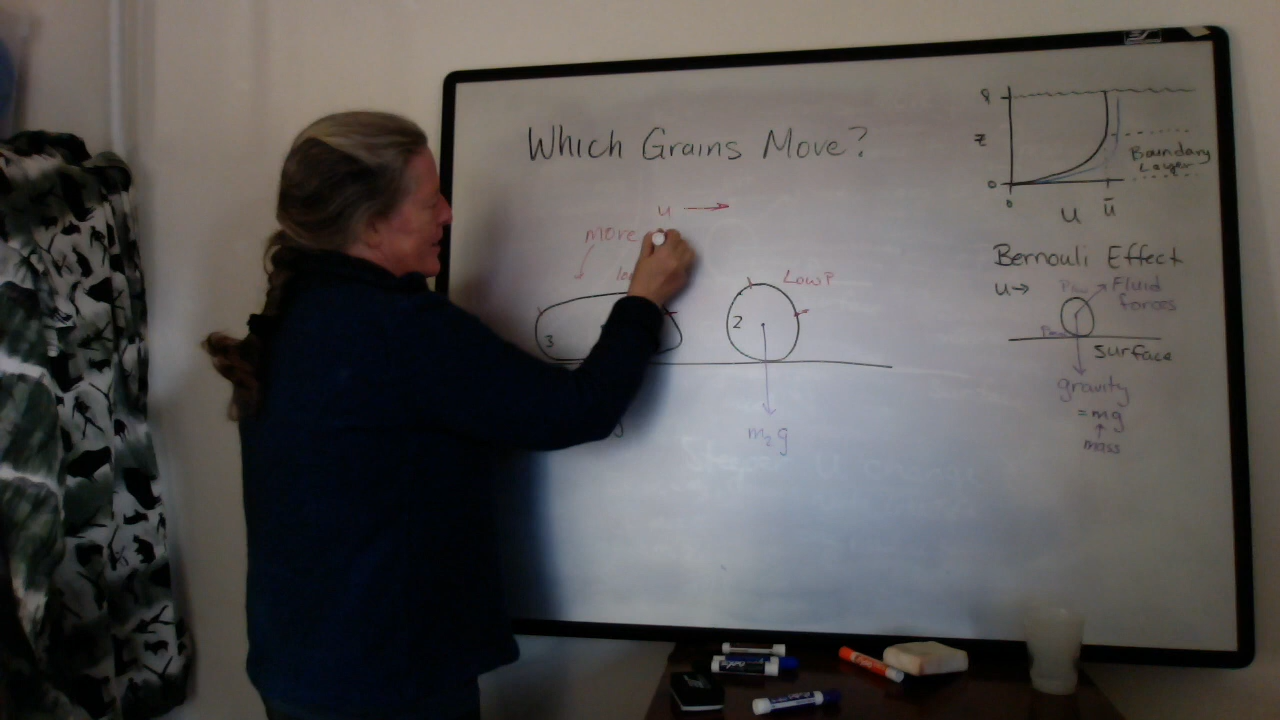 Which Grains Move?
u →
more
Low P
3
2
m₂g
z
0
0
u
ū
Boundary
Layer
Bernouli Effect
u→
Fluid
forces
surface
gravity
= mg
↑
mass